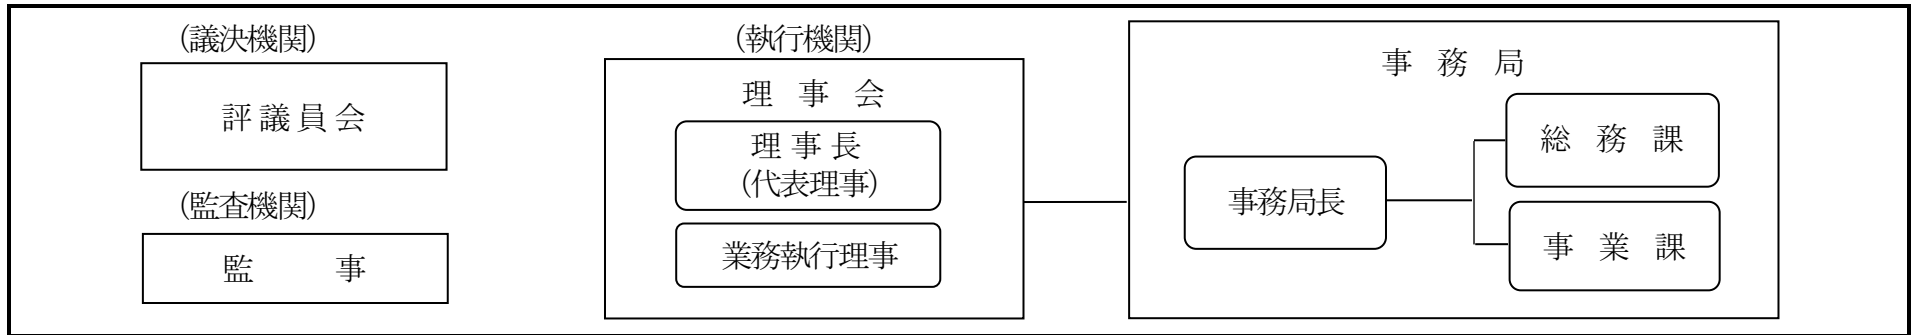 (議決機関)
評議員会
(監査機関)
監　　事
(執行機関)
理　事　会
理 事 長
(代表理事)
業務執行理事
事　務　局
事務局長
総　務　課
事　業　課